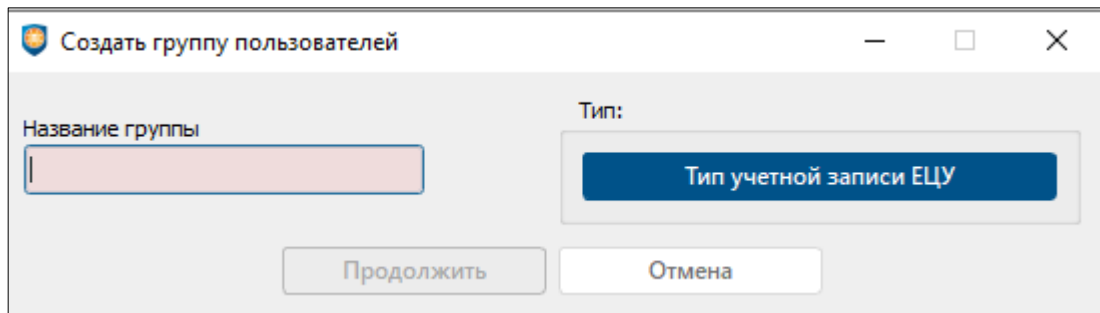 Создать группу пользователей
Название группы
Тип:
Тип учетной записи ЕЦУ
Продолжить
Отмена